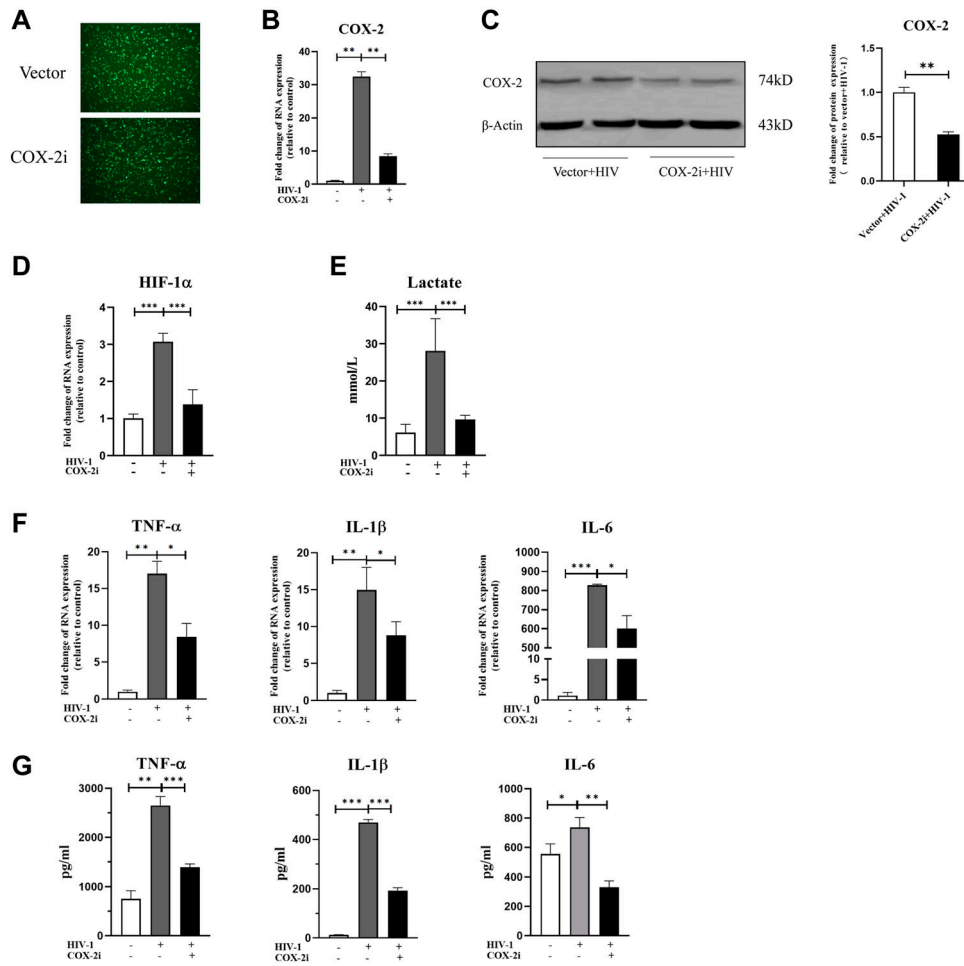 A
Vector
COX-2i
B
COX-2
** **
Fold change of RNA expression
(relative to control)
40
30
20
10
0
HIV-1 - + +
COX-2i - - +
C
COX-2 74kD
β-Actin 43kD
Vector+HIV COX-2i+HIV
COX-2
**
Fold change of protein expression
( relative to vector+HIV-1)
1.5
1.0
0.5
0.0
Vector+HIV-1
COX-2i+HIV-1
D
HIF-1α
*** ***
Fold change of RNA expression
(relative to control)
4
3
2
1
0
HIV-1 - + +
COX-2i - - +
E
Lactate
*** ***
mmol/L
40
30
20
10
0
HIV-1 - + +
COX-2i - - +
F
TNF-α
** *
Fold change of RNA expression
(relative to control)
20
15
10
5
0
HIV-1 - + +
COX-2i - - +
IL-1β
** *
Fold change of RNA expression
(relative to control)
20
15
10
5
0
HIV-1 - + +
COX-2i - - +
IL-6
*** *
Fold change of RNA expression
(relative to control)
1000
900
800
700
600
500
10
5
0
HIV-1 - + +
COX-2i - - +
G
TNF-α
** ***
pg/ml
3000
2000
1000
0
HIV-1 - + +
COX-2i - - +
IL-1β
*** ***
pg/ml
600
400
200
0
HIV-1 - + +
COX-2i - - +
IL-6
* **
pg/ml
1000
800
600
400
200
0
HIV-1 - + +
COX-2i - - +